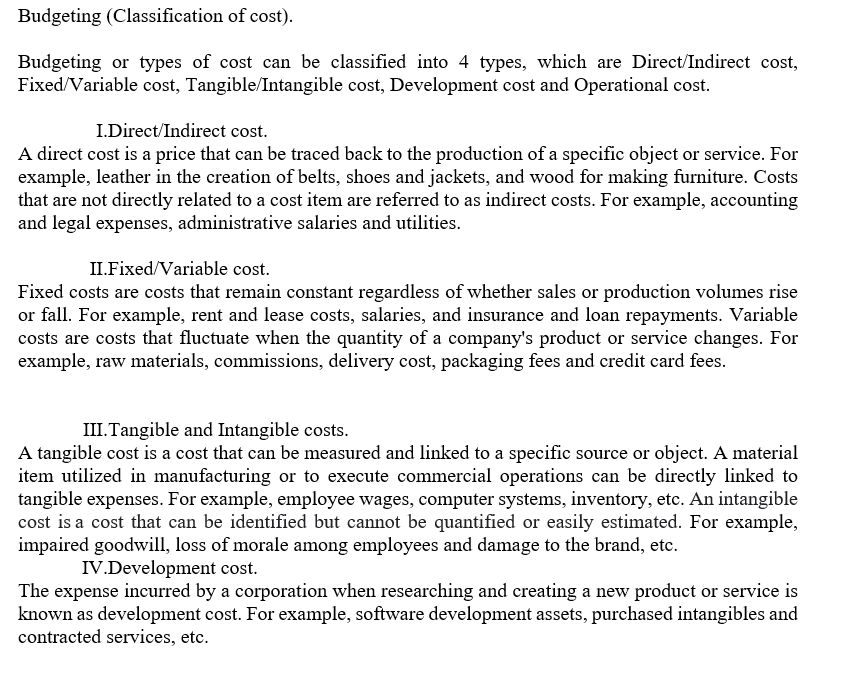 Budgeting (Classification of cost).
Budgeting or types of cost can be classified into 4 types, which are Direct/Indirect cost,
Fixed/Variable cost, Tangible/Intangible cost, Development cost and Operational cost.
I.Direct/Indirect cost.
A direct cost is a price that can be traced back to the production of a specific object or service. For
example, leather in the creation of belts, shoes and jackets, and wood for making furniture. Costs
that are not directly related to a cost item are referred to as indirect costs. For example, accounting
and legal expenses, administrative salaries and utilities.
II.Fixed/Variable cost.
Fixed costs are costs that remain constant regardless of whether sales or production volumes rise
or fall. For example, rent and lease costs, salaries, and insurance and loan repayments. Variable
costs are costs that fluctuate when the quantity of a company's product or service changes. For
example, raw materials, commissions, delivery cost, packaging fees and credit card fees.
III.Tangible and Intangible costs.
A tangible cost is a cost that can be measured and linked to a specific source or object. A material
item utilized in manufacturing or to execute commercial operations can be directly linked to
tangible expenses. For example, employee wages, computer systems, inventory, etc. An intangible
cost is a cost that can be identified but cannot be quantified or easily estimated. For example,
impaired goodwill, loss of morale among employees and damage to the brand, etc.
IV.Development cost.
The expense incurred by a corporation when researching and creating a new product or service is
known as development cost. For example, software development assets, purchased intangibles and
contracted services, etc.